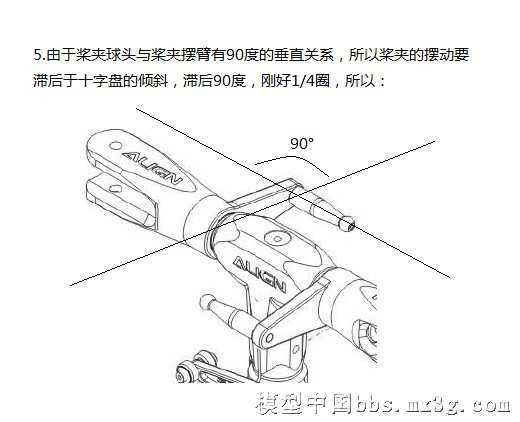 5.由于桨夹球头与桨夹摆臂有90度的垂直关系，所以桨夹的摆动要
滞后于十字盘的倾斜，滞后90度，刚好1/4圈，所以：
90°
ALIGN
ALIGN
模型中国bbs.mx3g.com